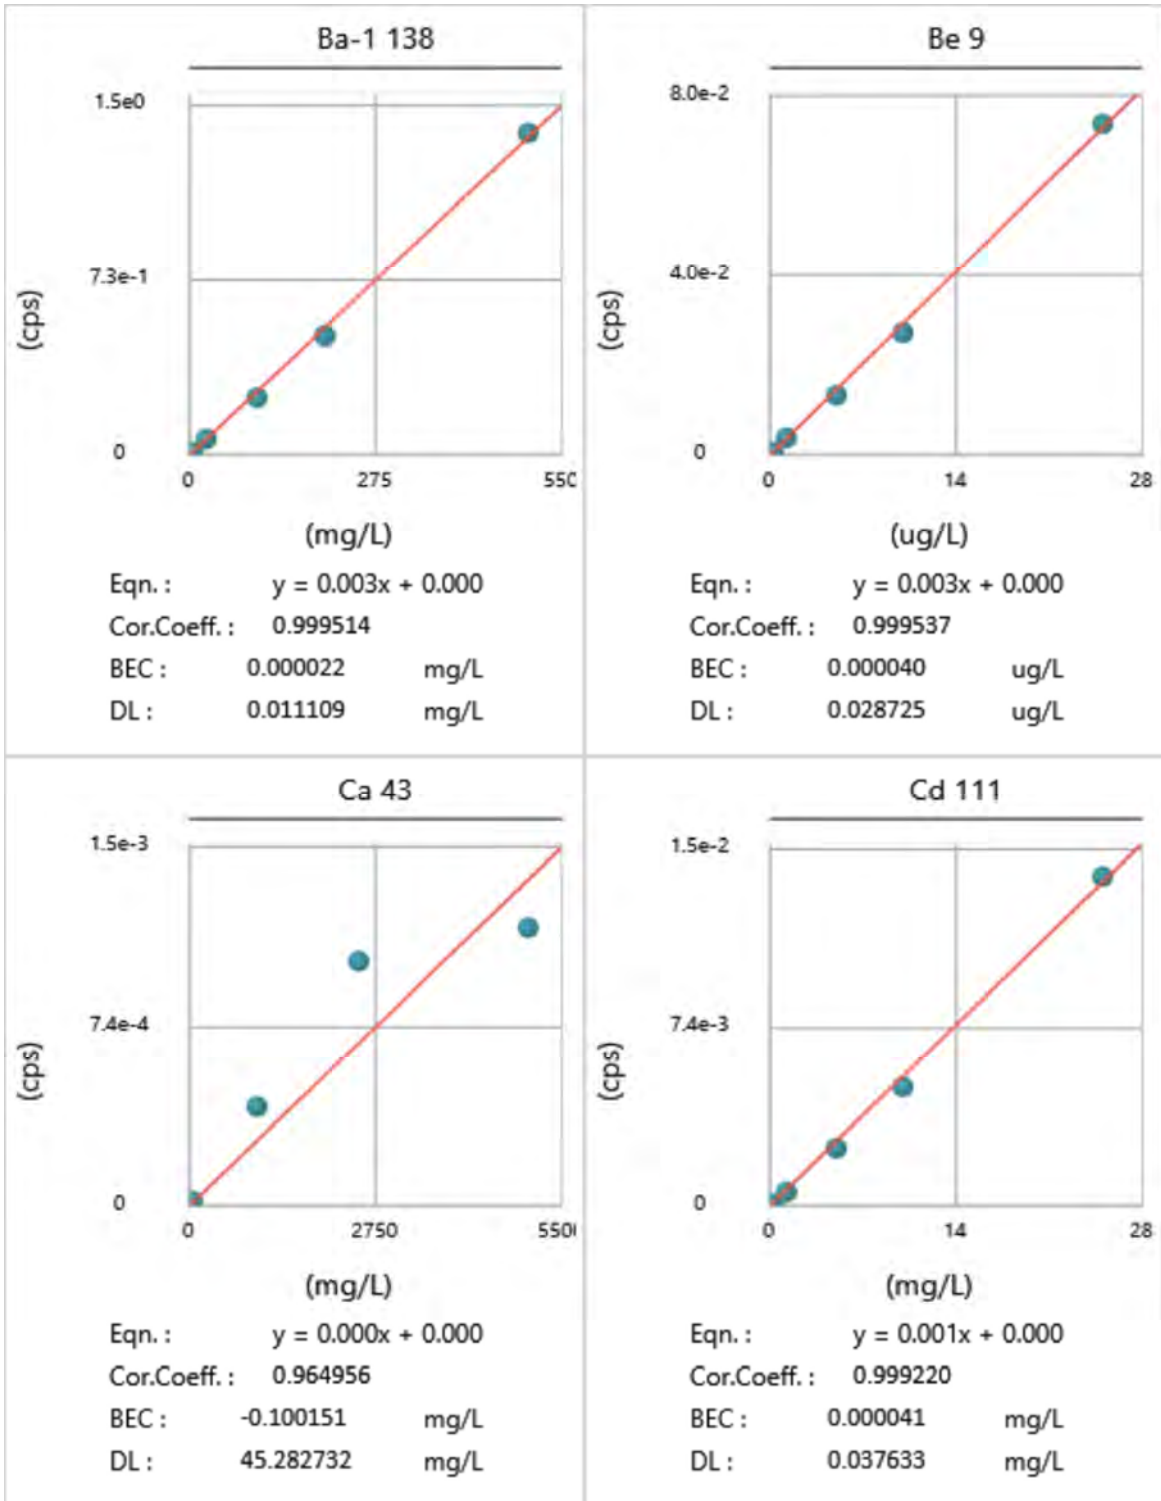 Ba-1 138
1.5e0
7.3e-1
0
(cps)
0 275 550
(mg/L)
Eqn. : y = 0.003x + 0.000
Cor.Coeff. : 0.999514
BEC : 0.000022 mg/L
DL : 0.011109 mg/L
Be 9
8.0e-2
4.0e-2
0
(cps)
0 14 28
(ug/L)
Eqn. : y = 0.003x + 0.000
Cor.Coeff. : 0.999537
BEC : 0.000040 ug/L
DL : 0.028725 ug/L
Ca 43
1.5e-3
7.4e-4
0
(cps)
0 2750 5500
(mg/L)
Eqn. : y = 0.000x + 0.000
Cor.Coeff. : 0.964956
BEC : -0.100151 mg/L
DL : 45.282732 mg/L
Cd 111
1.5e-2
7.4e-3
0
(cps)
0 14 28
(mg/L)
Eqn. : y = 0.001x + 0.000
Cor.Coeff. : 0.999220
BEC : 0.000041 mg/L
DL : 0.037633 mg/L